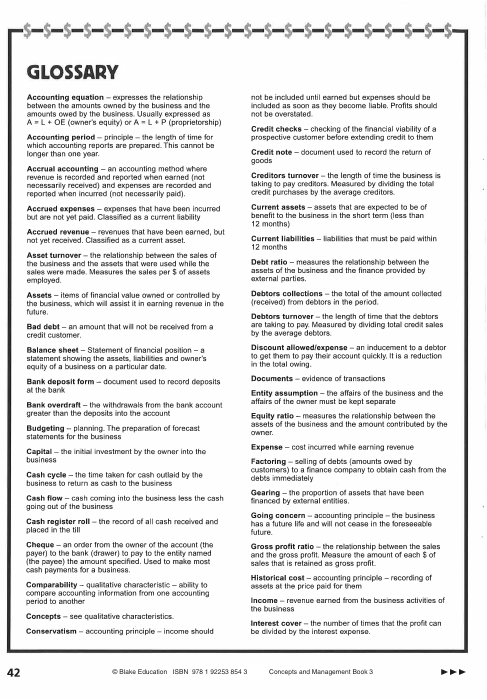 GLOSSARY
Accounting equation – expresses the relationship
between the amounts owned by the business and the
amounts owed by the business. Usually expressed as
A = L + OE (owner's equity) or A = L + P (proprietorship)
Accounting period – principle – the length of time for
which accounting reports are prepared. This cannot be
longer than one year.
Accrual accounting – an accounting method where
revenue is recorded and reported when earned (not
necessarily received) and expenses are recorded and
reported when incurred (not necessarily paid).
Accrued expenses – expenses that have been incurred
but are not yet paid. Classified as a current liability
Accrued revenue – revenues that have been earned, but
not yet received. Classified as a current asset.
Asset turnover – the relationship between the sales of
the business and the assets that were used while the
sales were made. Measures the sales per $ of assets
employed.
Assets – items of financial value owned or controlled by
the business, which will assist it in earning revenue in the
future.
Bad debt – an amount that will not be received from a
credit customer.
Balance sheet – Statement of financial position – a
statement showing the assets, liabilities and owner's
equity of a business on a particular date.
Bank deposit form – document used to record deposits
at the bank
Bank overdraft – the withdrawals from the bank account
greater than the deposits into the account
Budgeting – planning. The preparation of forecast
statements for the business
Capital – the initial investment by the owner into the
business
Cash cycle – the time taken for cash outlaid by the
business to return as cash to the business
Cash flow – cash coming into the business less the cash
going out of the business
Cash register roll – the record of all cash received and
placed in the till
Cheque – an order from the owner of the account (the
payer) to the bank (drawer) to pay to the entity named
(the payee) the amount specified. Used to make most
cash payments for a business.
Comparability – qualitative characteristic – ability to
compare accounting information from one accounting
period to another
Concepts – see qualitative characteristics.
Conservatism – accounting principle – income should
not be included until earned but expenses should be
included as soon as they become liable. Profits should
not be overstated.
Credit checks – checking of the financial viability of a
prospective customer before extending credit to them
Credit note – document used to record the return of
goods
Creditors turnover – the length of time the business is
taking to pay creditors. Measured by dividing the total
credit purchases by the average creditors.
Current assets – assets that are expected to be of
benefit to the business in the short term (less than
12 months)
Current liabilities – liabilities that must be paid within
12 months
Debt ratio – measures the relationship between the
assets of the business and the finance provided by
external parties.
Debtors collections – the total of the amount collected
(received) from debtors in the period.
Debtors turnover – the length of time that the debtors
are taking to pay. Measured by dividing total credit sales
by the average debtors.
Discount allowed/expense – an inducement to a debtor
to get them to pay their account quickly. It is a reduction
in the total owing.
Documents – evidence of transactions
Entity assumption – the affairs of the business and the
affairs of the owner must be kept separate
Equity ratio – measures the relationship between the
assets of the business and the amount contributed by the
owner.
Expense – cost incurred while earning revenue
Factoring – selling of debts (amounts owed by
customers) to a finance company to obtain cash from the
debts immediately
Gearing – the proportion of assets that have been
financed by external entities.
Going concern – accounting principle – the business
has a future life and will not cease in the foreseeable
future.
Gross profit ratio – the relationship between the sales
and the gross profit. Measure the amount of each $ of
sales that is retained as gross profit.
Historical cost – accounting principle – recording of
assets at the price paid for them
Income – revenue earned from the business activities of
the business
Interest cover – the number of times that the profit can
be divided by the interest expense.
42 © Blake Education ISBN 978 1 92253 854 3 Concepts and Management Book 3